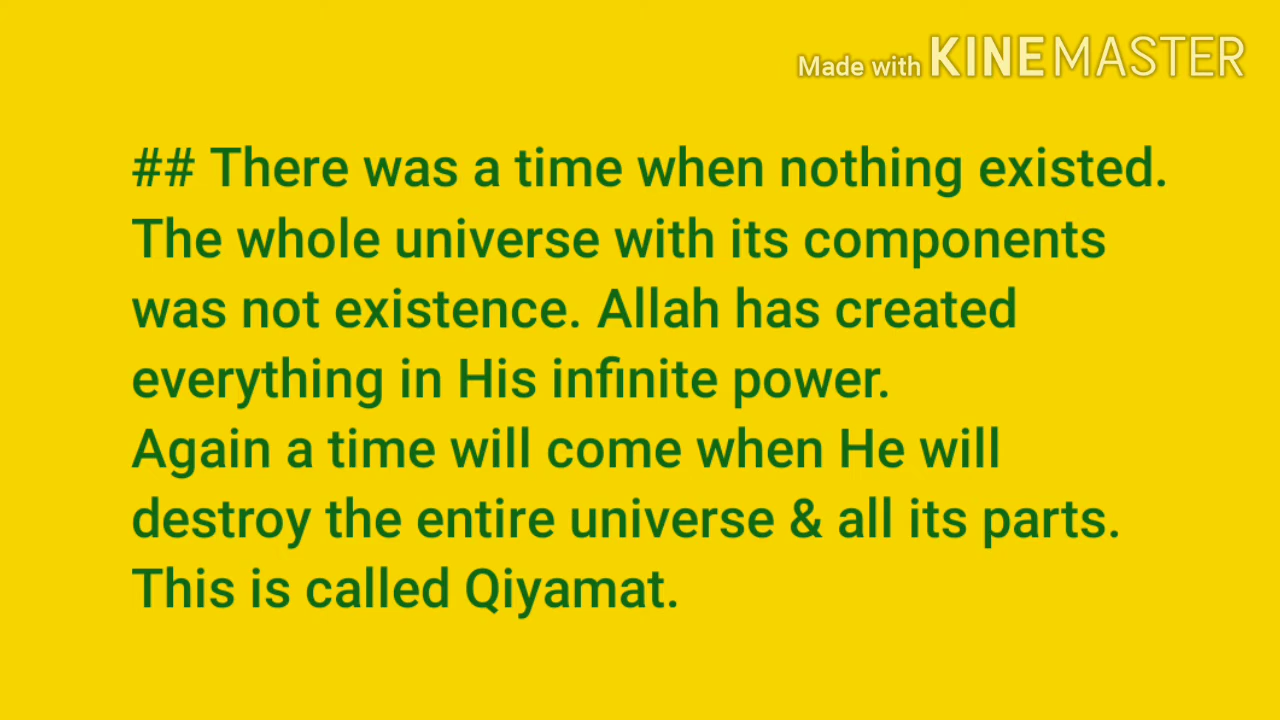 Made with KINEMASTER
## There was a time when nothing existed.
The whole universe with its components
was not existence. Allah has created
everything in His infinite power.
Again a time will come when He will
destroy the entire universe & all its parts.
This is called Qiyamat.